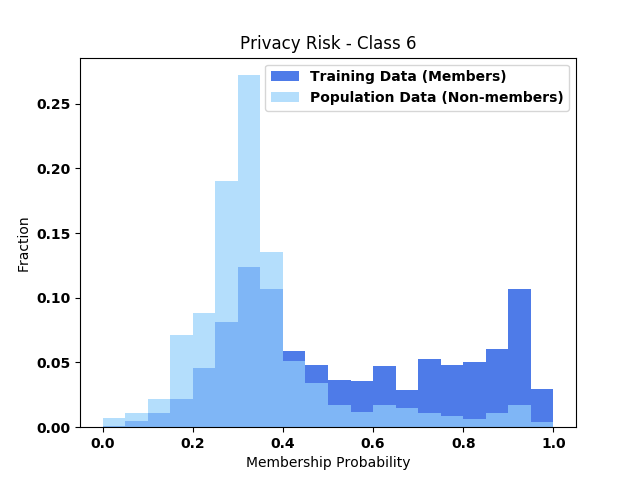 Privacy Risk - Class 6
Training Data (Members)
Population Data (Non-members)
Fraction
0.25
0.20
0.15
0.10
0.05
0.00
0.0 0.2 0.4 0.6 0.8 1.0
Membership Probability